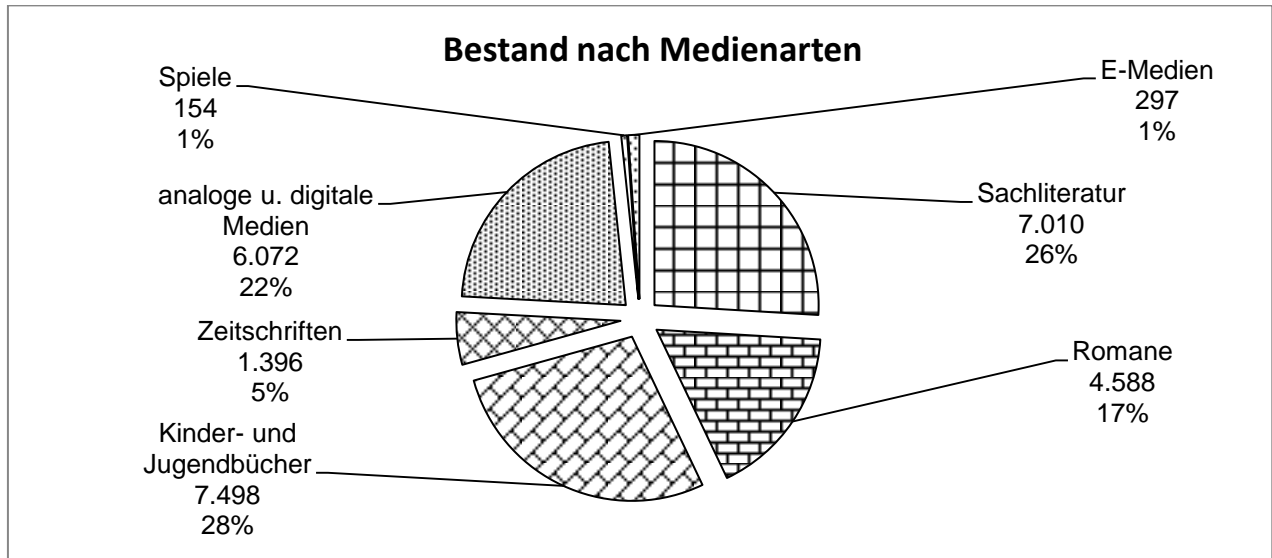 Bestand nach Medienarten
Spiele
154
1%
E-Medien
297
1%
analoge u. digitale
Medien
6.072
22%
Sachliteratur
7.010
26%
Zeitschriften
1.396
5%
Romane
4.588
17%
Kinder- und
Jugendbücher
7.498
28%